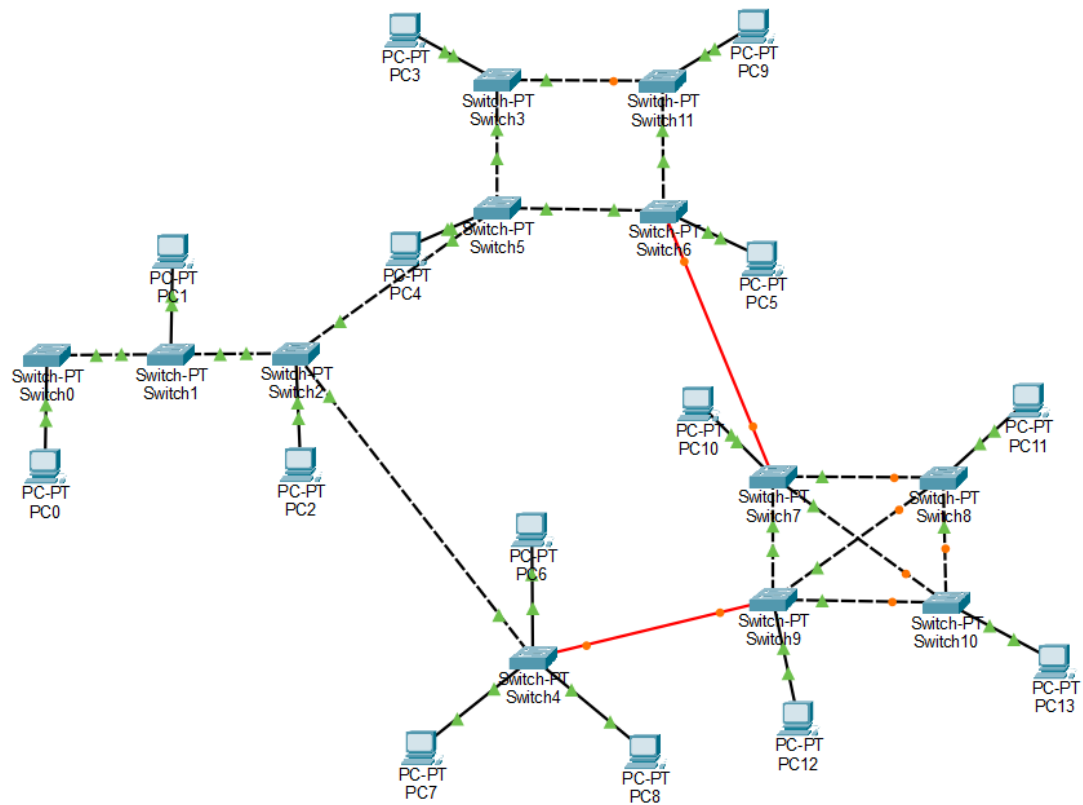 PC-PT
PC3
PC-PT
PC9
Switch-PT
Switch3
Switch-PT
Switch11
Switch-PT
Switch5
Switch-PT
Switch6
PC-PT
PC4
PC-PT
PC5
PC-PT
PC1
Switch-PT
Switch0
Switch-PT
Switch1
Switch-PT
Switch2
PC-PT
PC0
PC-PT
PC2
PC-PT
PC10
PC-PT
PC11
Switch-PT
Switch7
Switch-PT
Switch8
PC-PT
PC6
Switch-PT
Switch9
Switch-PT
Switch10
Switch-PT
Switch4
PC-PT
PC13
PC-PT
PC12
PC-PT
PC7
PC-PT
PC8